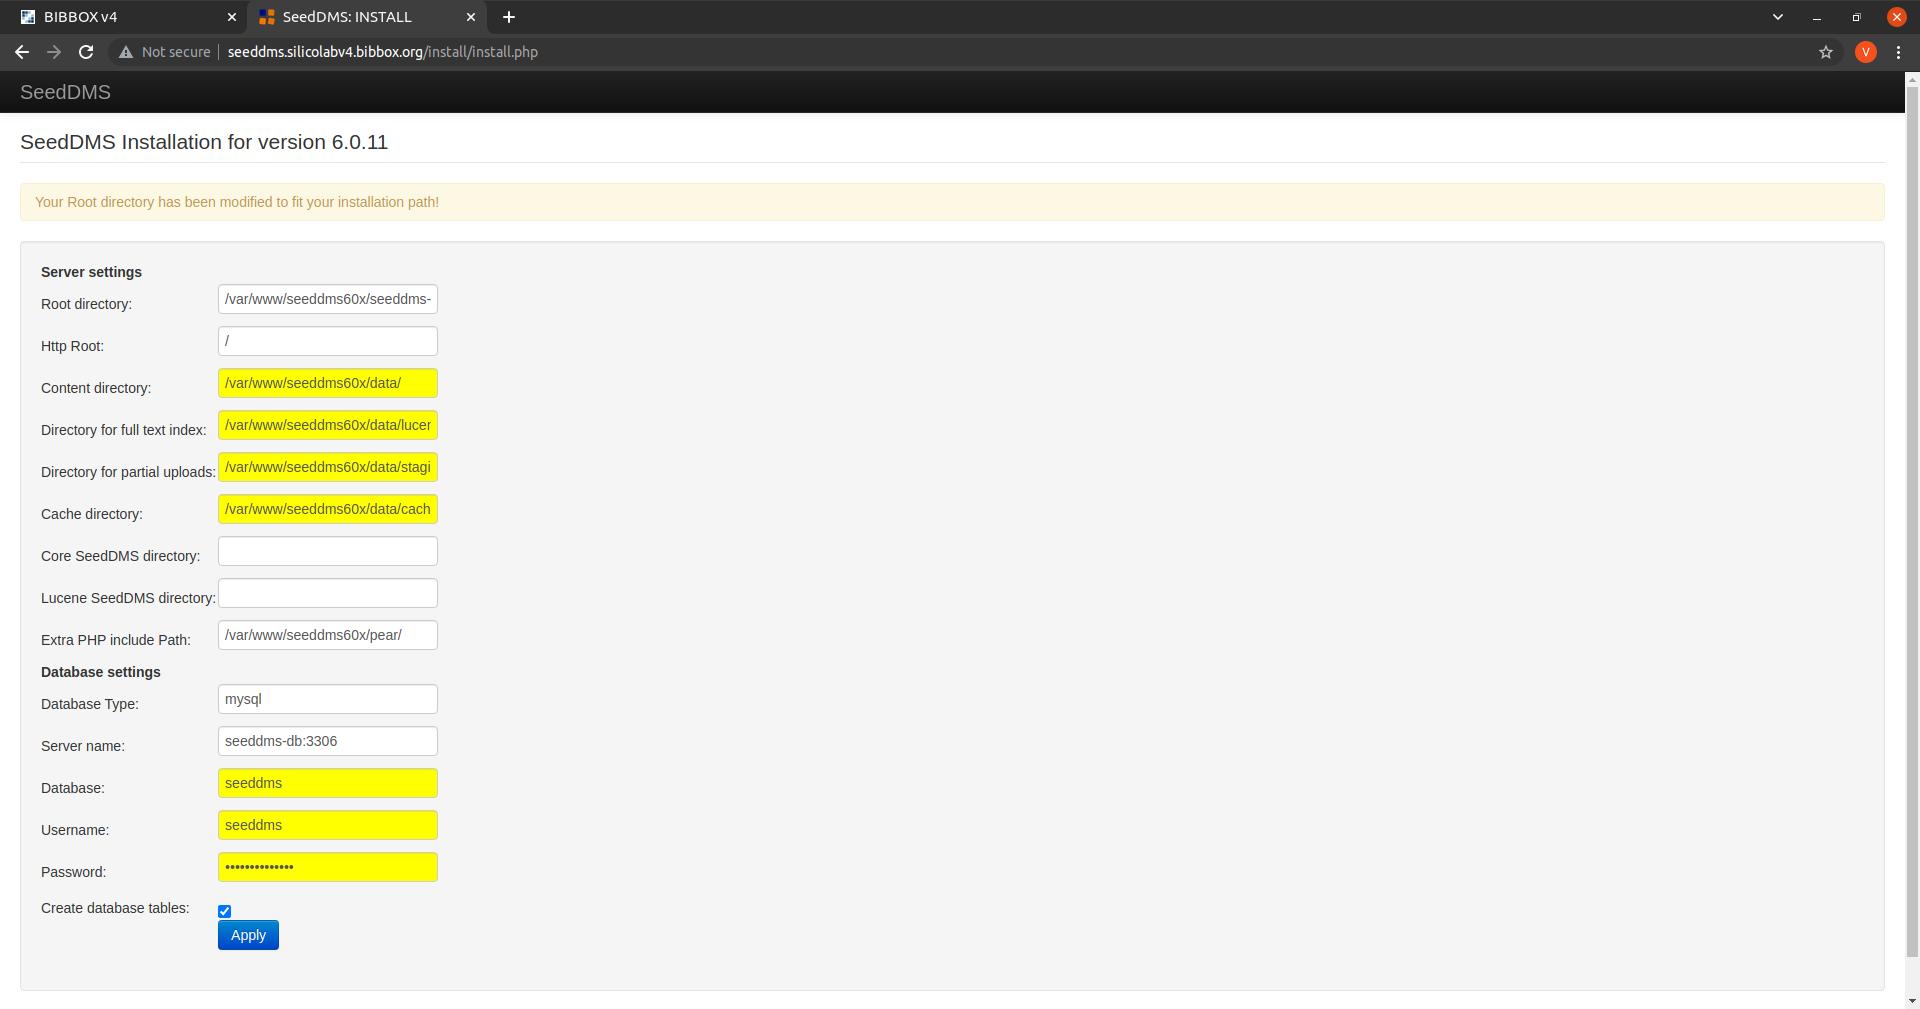 BIBBOX v4
SeedDMS: INSTALL
Not secure
seeddms.silicolabv4.bibbox.org/install/install.php
V
SeedDMS
SeedDMS Installation for version 6.0.11
Your Root directory has been modified to fit your installation path!
Server settings
Root directory: /var/www/seeddms60x/seeddms-
Http Root: /
Content directory: /var/www/seeddms60x/data/
Directory for full text index: /var/www/seeddms60x/data/lucer
Directory for partial uploads: /var/www/seeddms60x/data/stagi
Cache directory: /var/www/seeddms60x/data/cach
Core SeedDMS directory:
Lucene SeedDMS directory:
Extra PHP include Path: /var/www/seeddms60x/pear/
Database settings
Database Type: mysql
Server name: seeddms-db:3306
Database: seeddms
Username: seeddms
Password: ••••••••••••••
Create database tables:
Apply